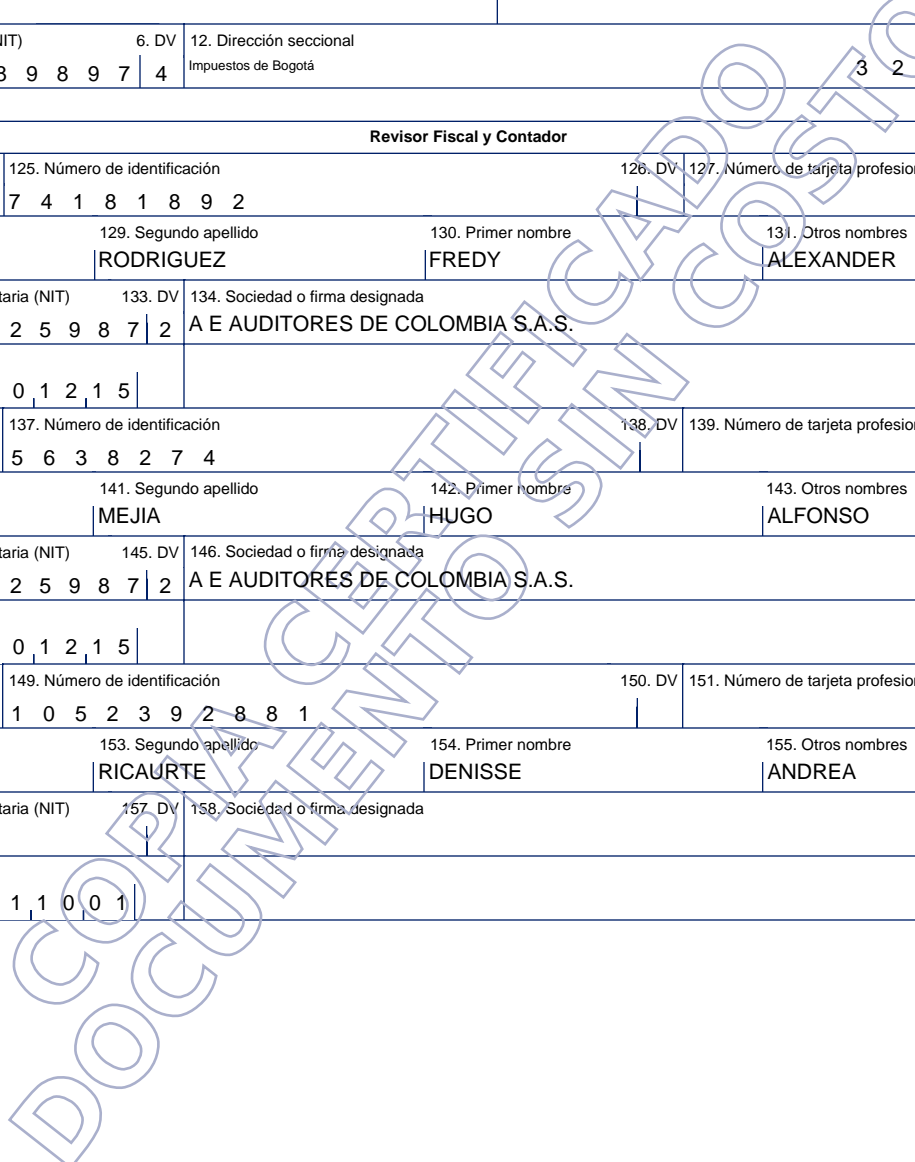 NIT) 6. DV 12. Dirección seccional
8 9 8 9 7 4 Impuestos de Bogotá 3 2
Revisor Fiscal y Contador
125. Número de identificación 126. DV 127. Número de tarjeta profesion
7 4 1 8 1 8 9 2
129. Segundo apellido 130. Primer nombre 131. Otros nombres
RODRIGUEZ FREDY ALEXANDER
taria (NIT) 133. DV 134. Sociedad o firma designada
2 5 9 8 7 2 A E AUDITORES DE COLOMBIA S.A.S.
0 1 2 1 5
137. Número de identificación 138. DV 139. Número de tarjeta profesion
5 6 3 8 2 7 4
141. Segundo apellido 142. Primer nombre 143. Otros nombres
MEJIA HUGO ALFONSO
taria (NIT) 145. DV 146. Sociedad o firma designada
2 5 9 8 7 2 A E AUDITORES DE COLOMBIA S.A.S.
0 1 2 1 5
149. Número de identificación 150. DV 151. Número de tarjeta profesion
1 0 5 2 3 9 2 8 8 1
153. Segundo apellido 154. Primer nombre 155. Otros nombres
RICAURTE DENISSE ANDREA
taria (NIT) 157. DV 158. Sociedad o firma designada
1 1 0 0 1
COPIA CERTIFICADO
DOCUMENTO SIN COSTO